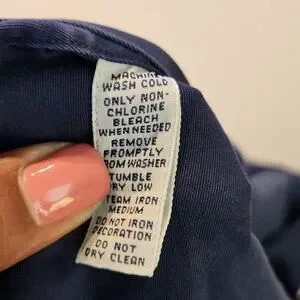 MACHINE
WASH COLD
ONLY NON-
CHLORINE
BLEACH
WHEN NEEDED
REMOVE
PROMPTLY
FROM WASHER
TUMBLE
DRY LOW
STEAM IRON
MEDIUM
DO NOT IRON
DECORATION
DO NOT
DRY CLEAN